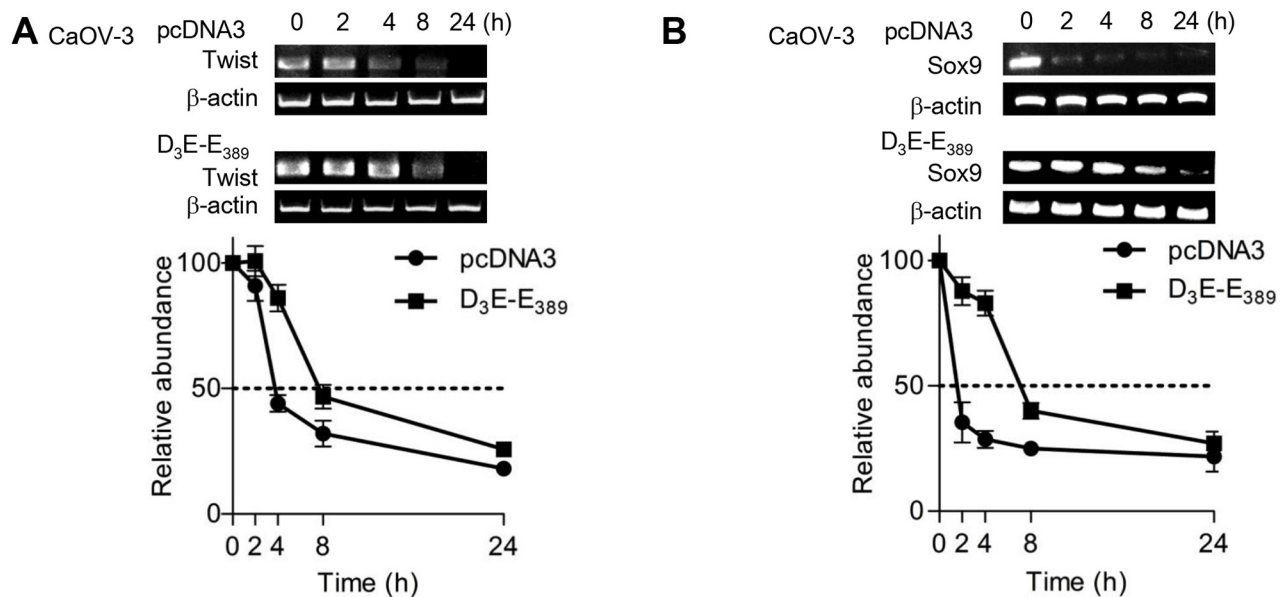 A CaOV-3 pcDNA3 0 2 4 8 24 (h)
Twist
β-actin
D3E-E389
Twist
β-actin
Relative abundance
100
50
0
pcDNA3
D3E-E389
0 2 4 8 24
Time (h)
B CaOV-3 pcDNA3 0 2 4 8 24 (h)
Sox9
β-actin
D3E-E389
Sox9
β-actin
Relative abundance
100
50
0
pcDNA3
D3E-E389
0 2 4 8 24
Time (h)